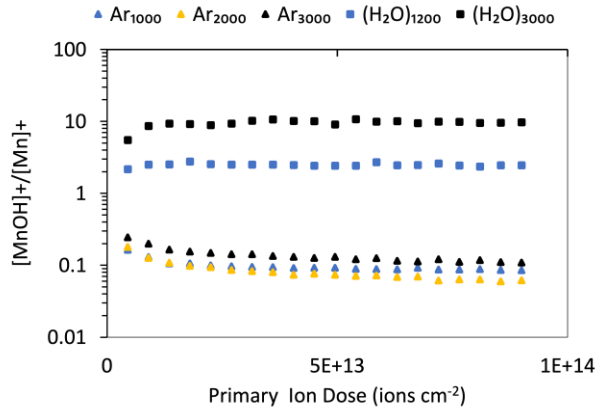 Ar₁₀₀₀ Ar₂₀₀₀ Ar₃₀₀₀ (H₂O)₁₂₀₀ (H₂O)₃₀₀₀
100
10
1
0.1
0.01
[MnOH]+/[Mn]+
0 5E+13 1E+14
Primary Ion Dose (ions cm⁻²)